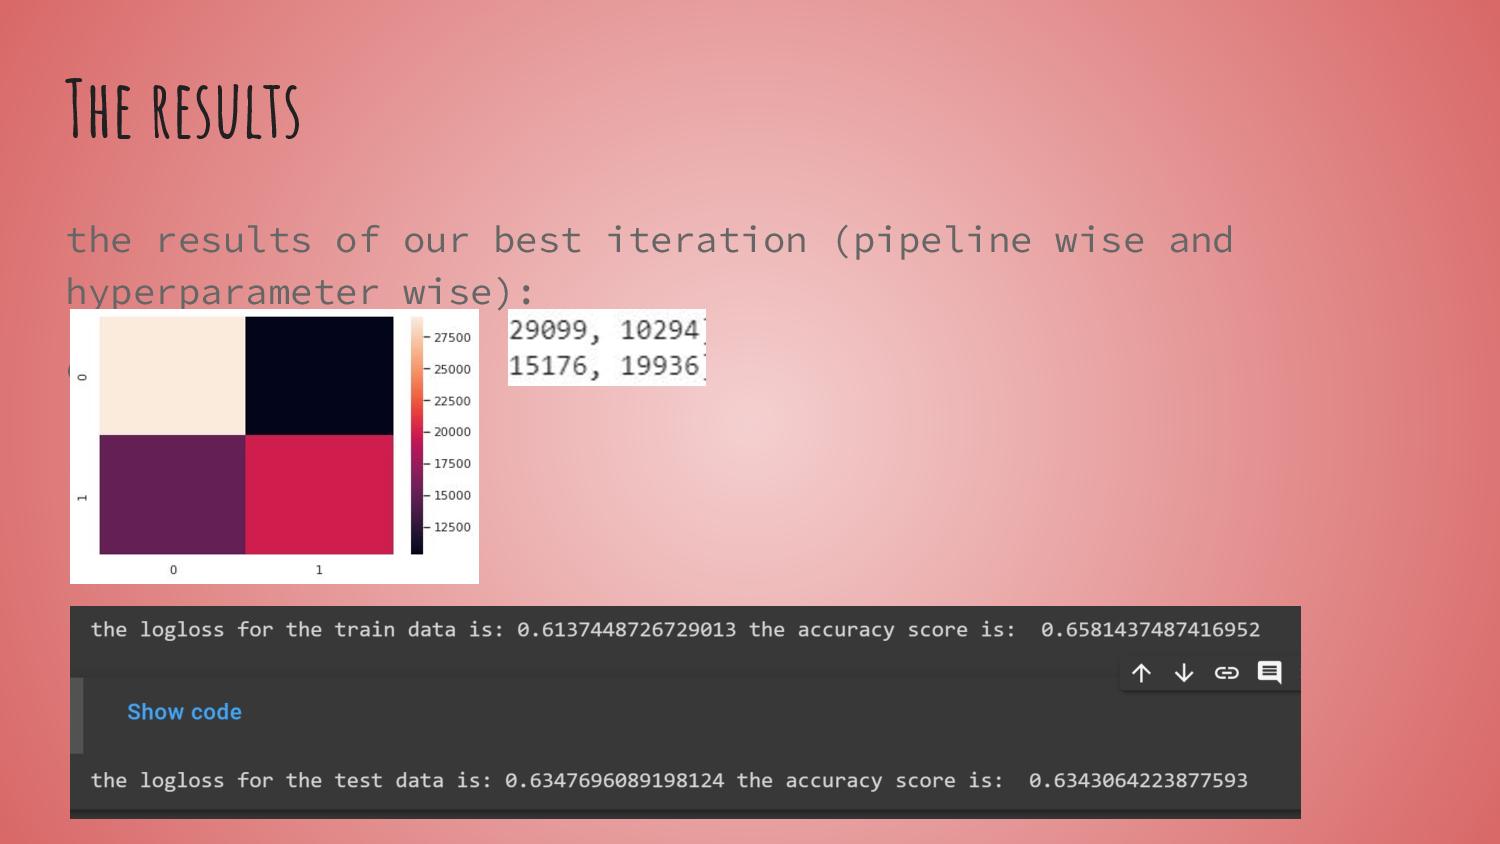 The results
the results of our best iteration (pipeline wise and
hyperparameter wise):
29099, 10294]
15176, 19936]
0
1
0
1
27500
25000
22500
20000
17500
15000
12500
the logloss for the train data is: 0.6137448726729013 the accuracy score is: 0.6581437487416952
Show code
the logloss for the test data is: 0.6347696089198124 the accuracy score is: 0.6343064223877593